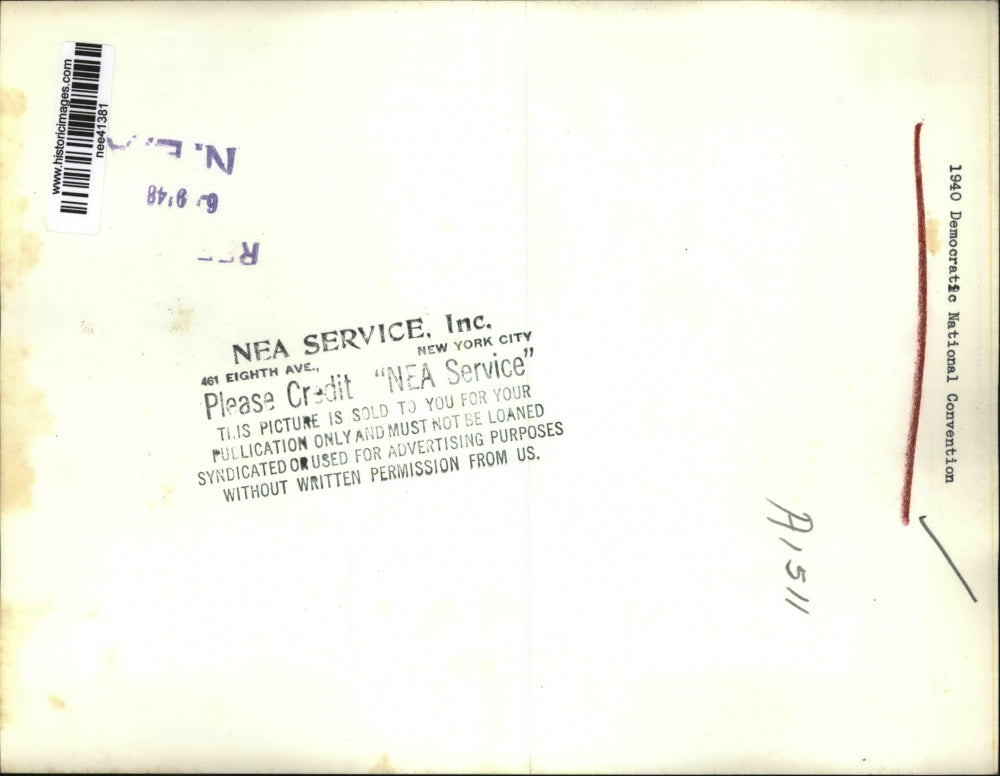 www.historicimages.com
nee41381
N.E.A
9'48
NEA SERVICE, Inc.
461 EIGHTH AVE., NEW YORK CITY
Please Credit "NEA Service"
THIS PICTURE IS SOLD TO YOU FOR YOUR
PUBLICATION ONLY AND MUST NOT BE LOANED
SYNDICATED OR USED FOR ADVERTISING PURPOSES
WITHOUT WRITTEN PERMISSION FROM US.
A1511
1940 Democratic National Convention